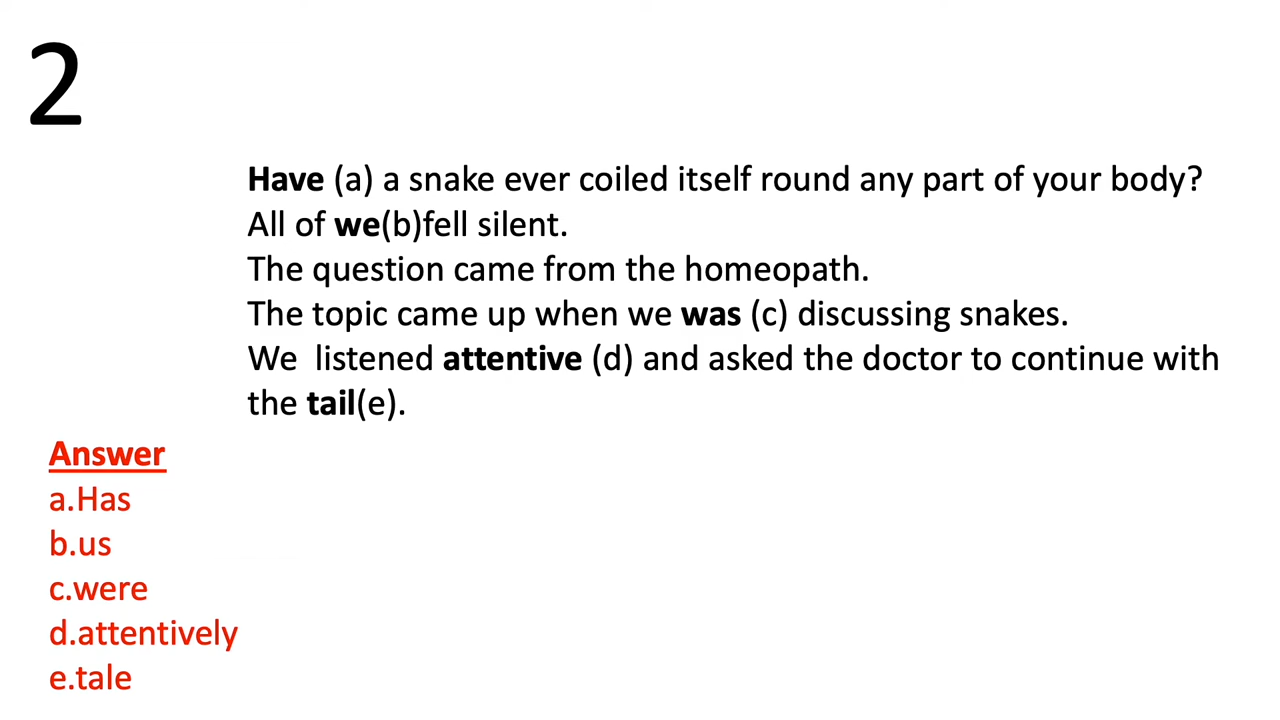 2
Have (a) a snake ever coiled itself round any part of your body?
All of we(b)fell silent.
The question came from the homeopath.
The topic came up when we was (c) discussing snakes.
We  listened attentive (d) and asked the doctor to continue with
the tail(e).
Answer
a.Has
b.us
c.were
d.attentively
e.tale